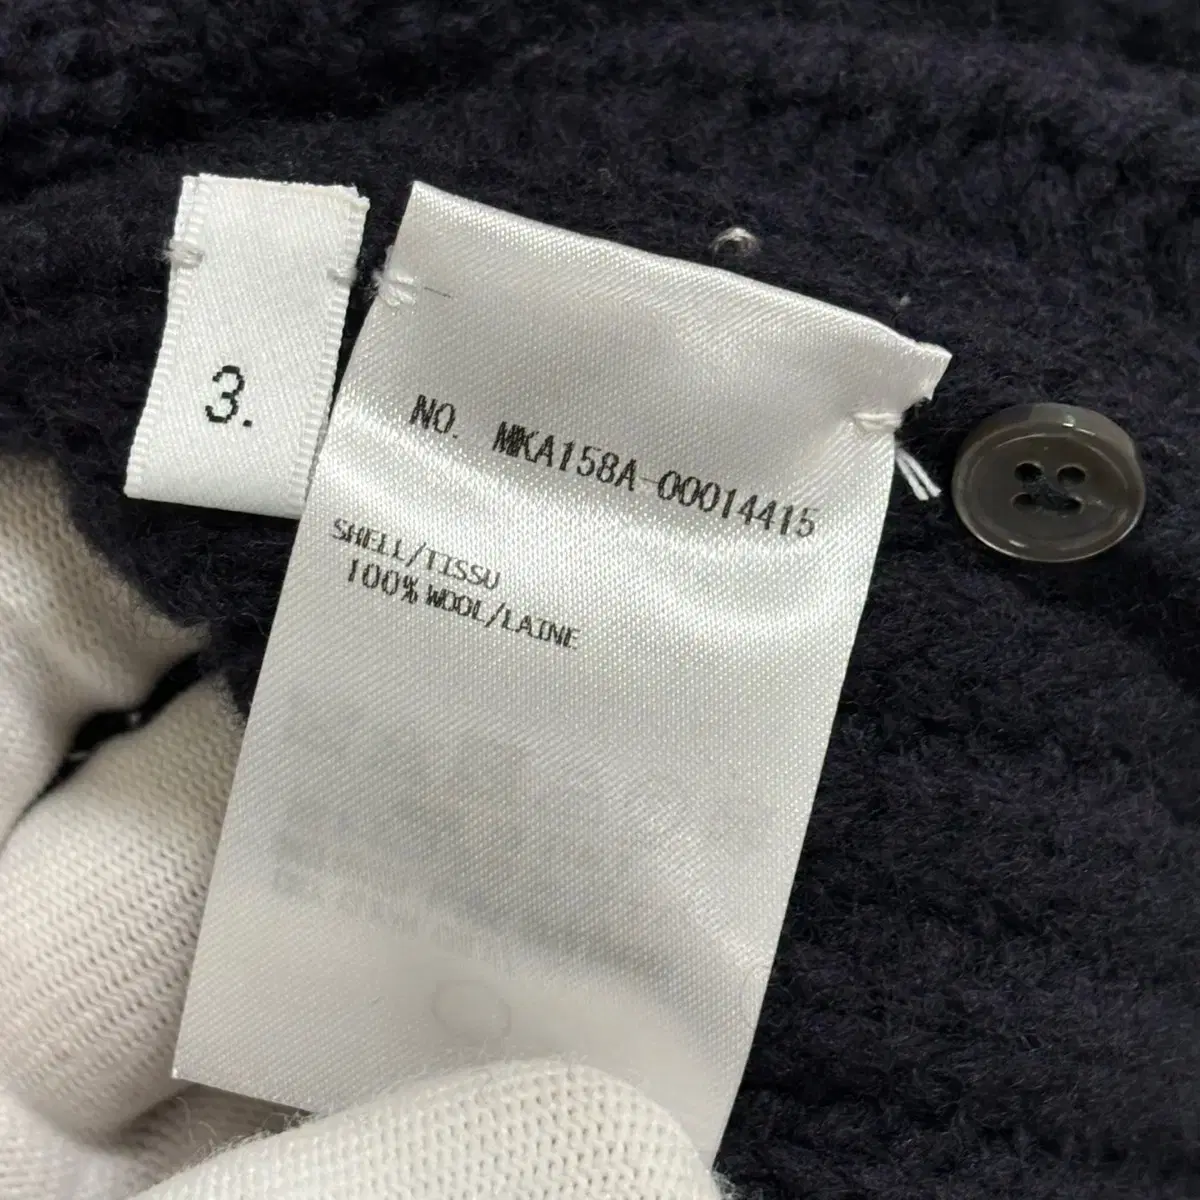 3.
NO. MKA158A-00014415
SHELL/TISSU
100% WOOL/LAINE